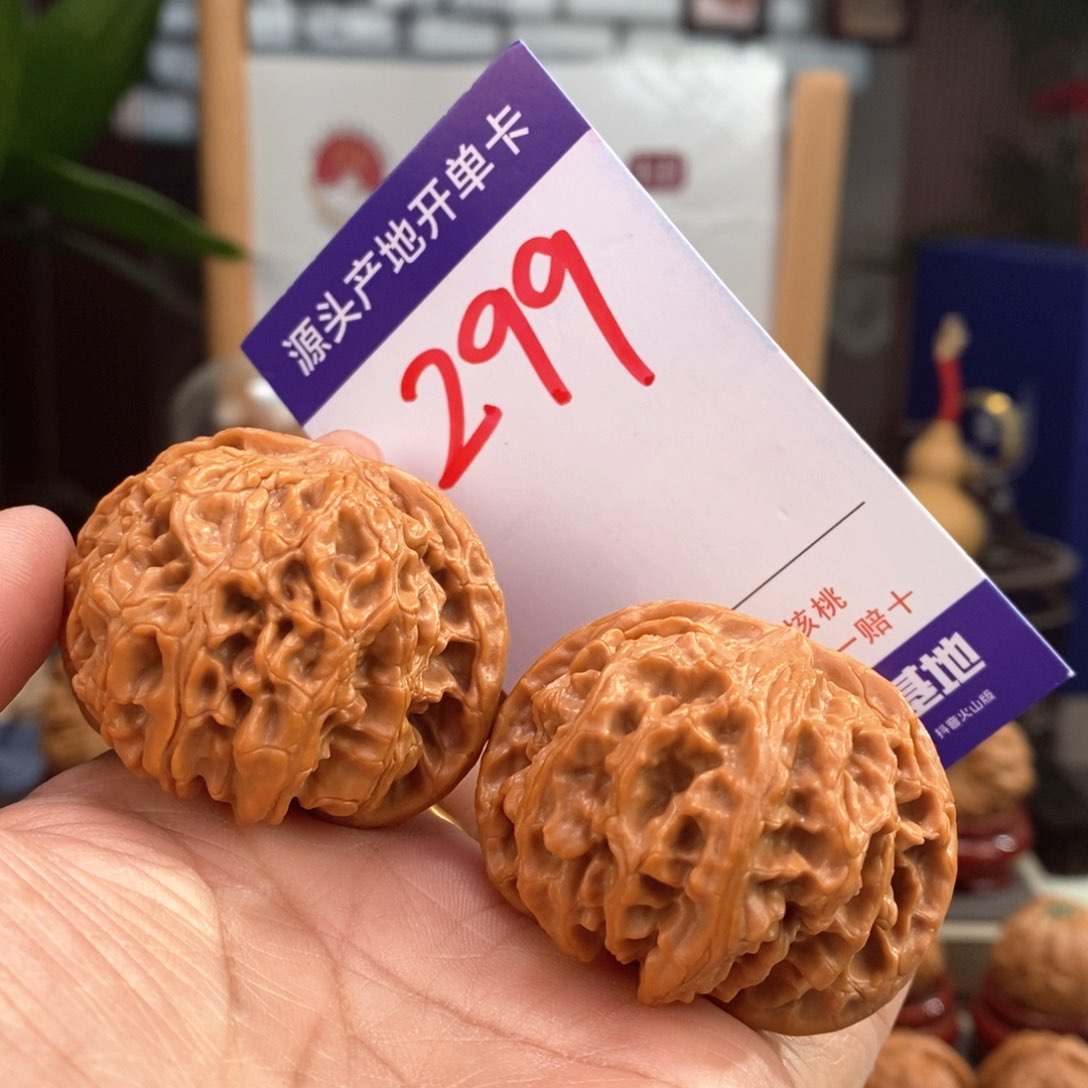 源头产地开单卡
299
核桃
一赔十
基地
抖音火山版